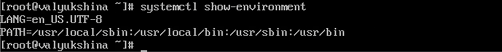 [root@valyukshina ~]# systemctl show-environment
LANG=en_US.UTF-8
PATH=/usr/local/sbin:/usr/local/bin:/usr/sbin:/usr/bin
[root@valyukshina ~]#